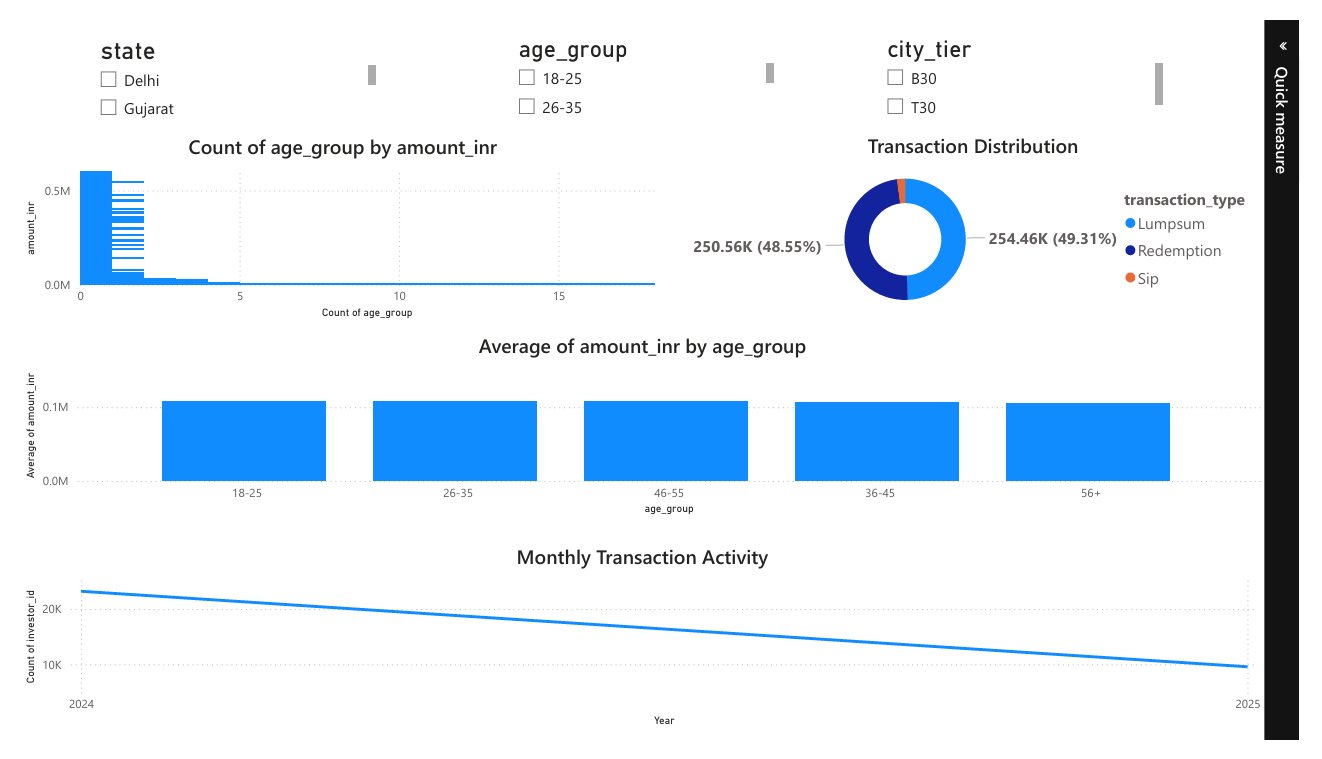 state
Delhi
Gujarat
age_group
18-25
26-35
city_tier
B30
T30
«
Quick measure
Count of age_group by amount_inr
amount_inr
0.5M
0.0M
0
5
10
15
Count of age_group
Transaction Distribution
250.56K (48.55%)
254.46K (49.31%)
transaction_type
Lumpsum
Redemption
Sip
Average of amount_inr by age_group
Average of amount_inr
0.1M
0.0M
18-25
26-35
46-55
36-45
56+
age_group
Monthly Transaction Activity
Count of investor_id
20K
10K
2024
2025
Year